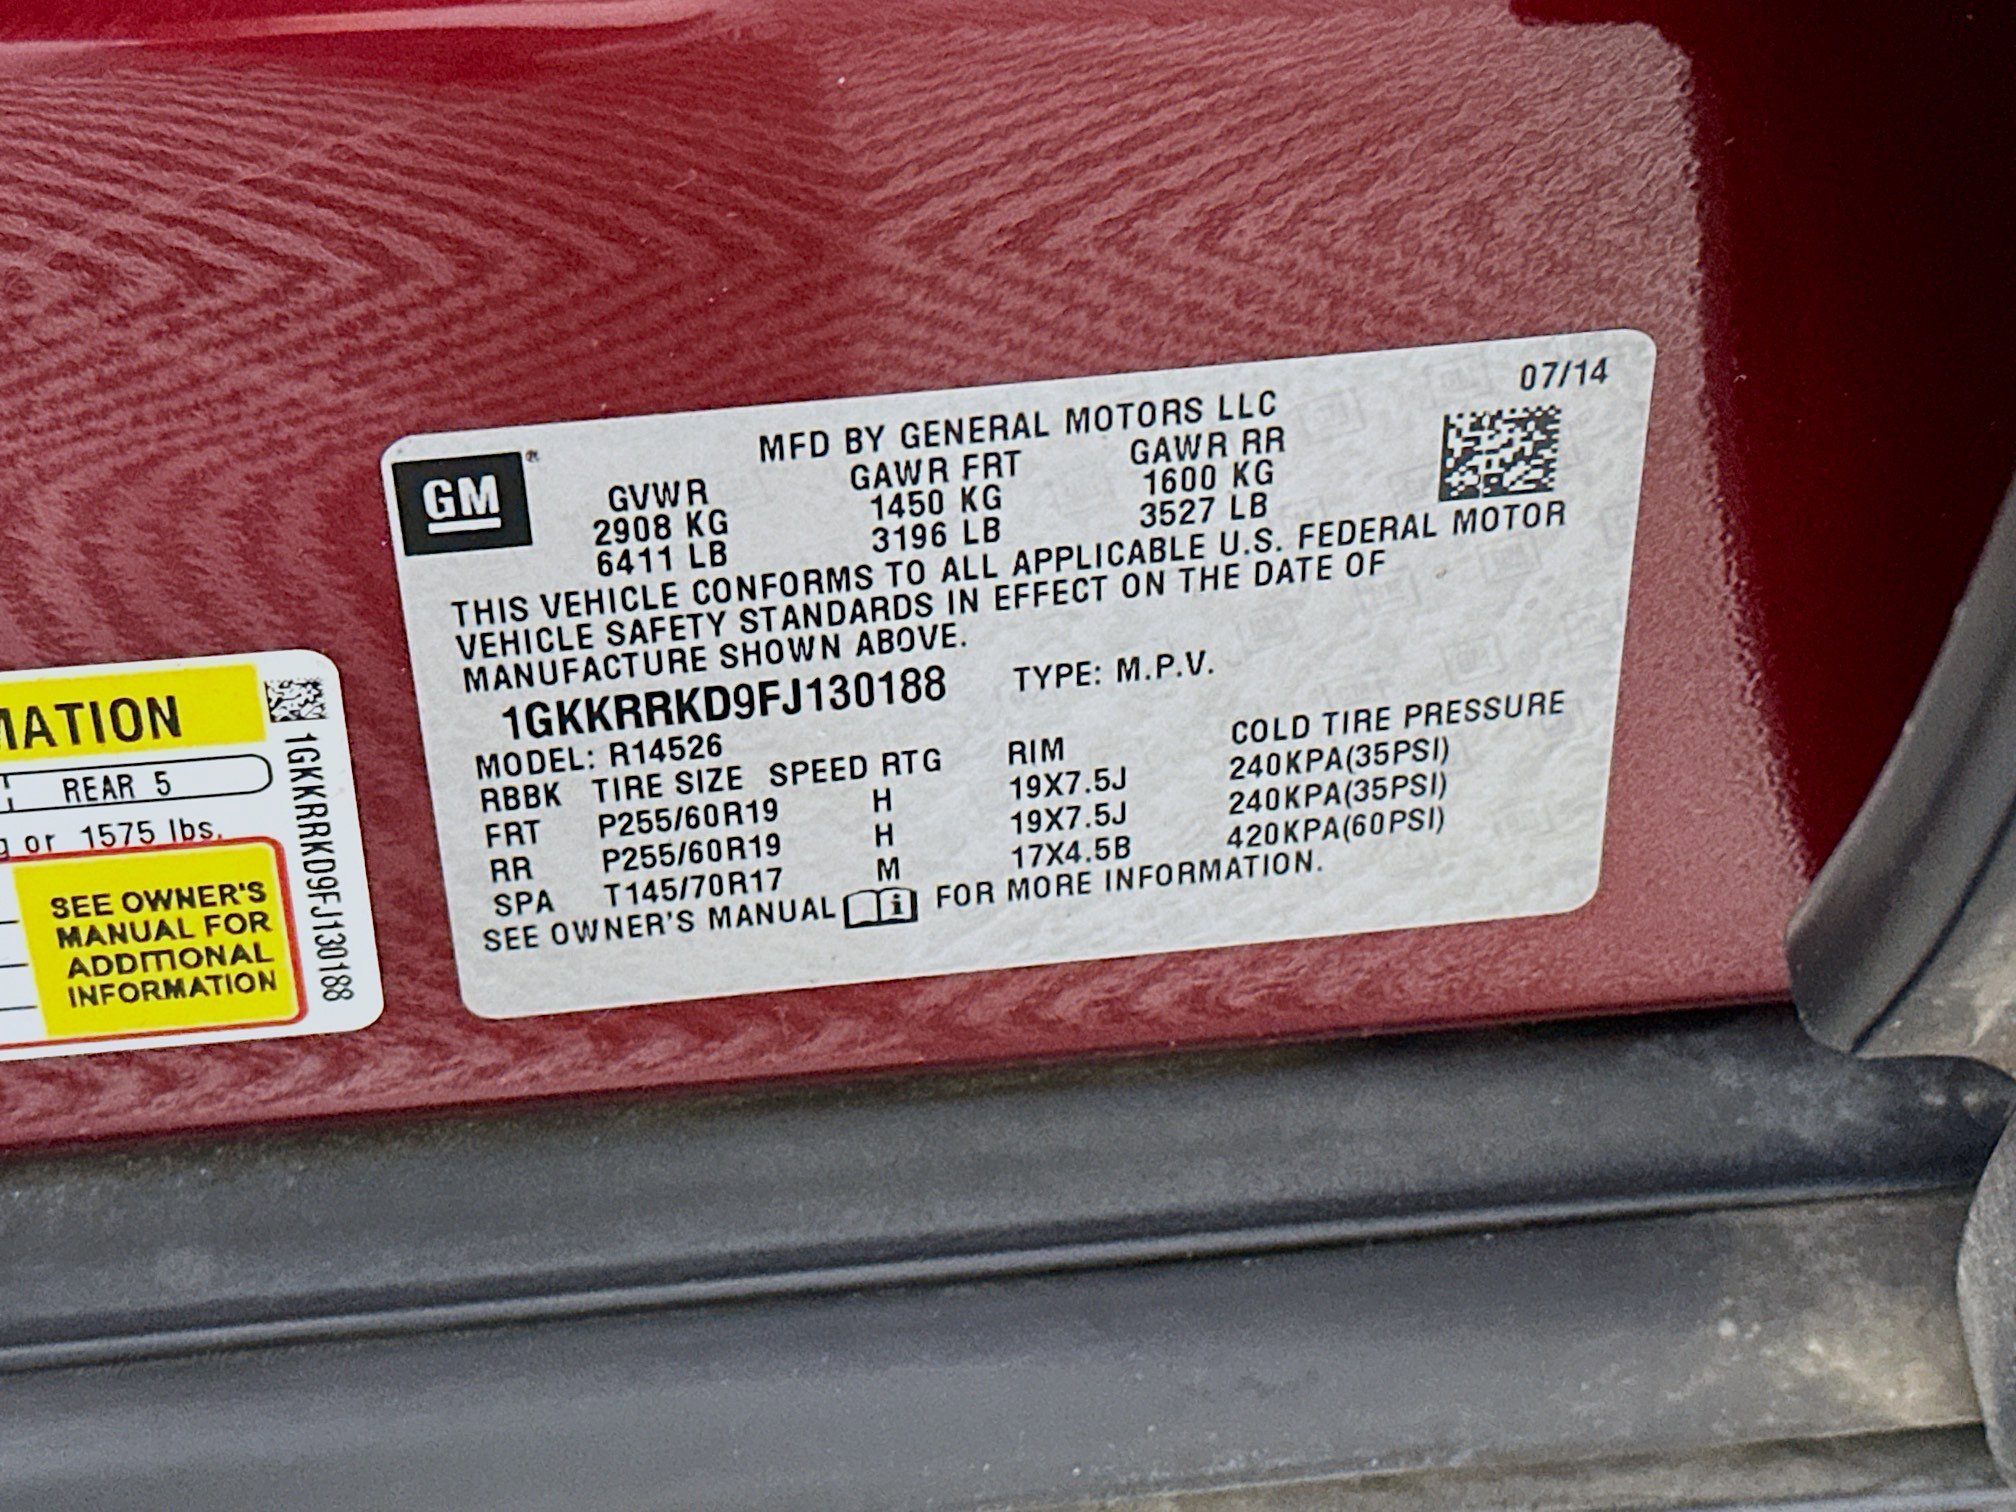 07/14
MFD BY GENERAL MOTORS LLC
GM®
GVWR GAWR FRT GAWR RR
2908 KG 1450 KG 1600 KG
6411 LB 3196 LB 3527 LB
THIS VEHICLE CONFORMS TO ALL APPLICABLE U.S. FEDERAL MOTOR
VEHICLE SAFETY STANDARDS IN EFFECT ON THE DATE OF
MANUFACTURE SHOWN ABOVE.
1GKKRRKD9FJ130188 TYPE: M.P.V.
MODEL: R14526
RBBK TIRE SIZE SPEED RTG RIM COLD TIRE PRESSURE
FRT P255/60R19 H 19X7.5J 240KPA(35PSI)
RR P255/60R19 H 19X7.5J 240KPA(35PSI)
SPA T145/70R17 M 17X4.5B 420KPA(60PSI)
SEE OWNER'S MANUAL i FOR MORE INFORMATION.
MATION
REAR 5
g or 1575 lbs.
SEE OWNER'S
MANUAL FOR
ADDITIONAL
INFORMATION
1GKKRRKD9FJ130188